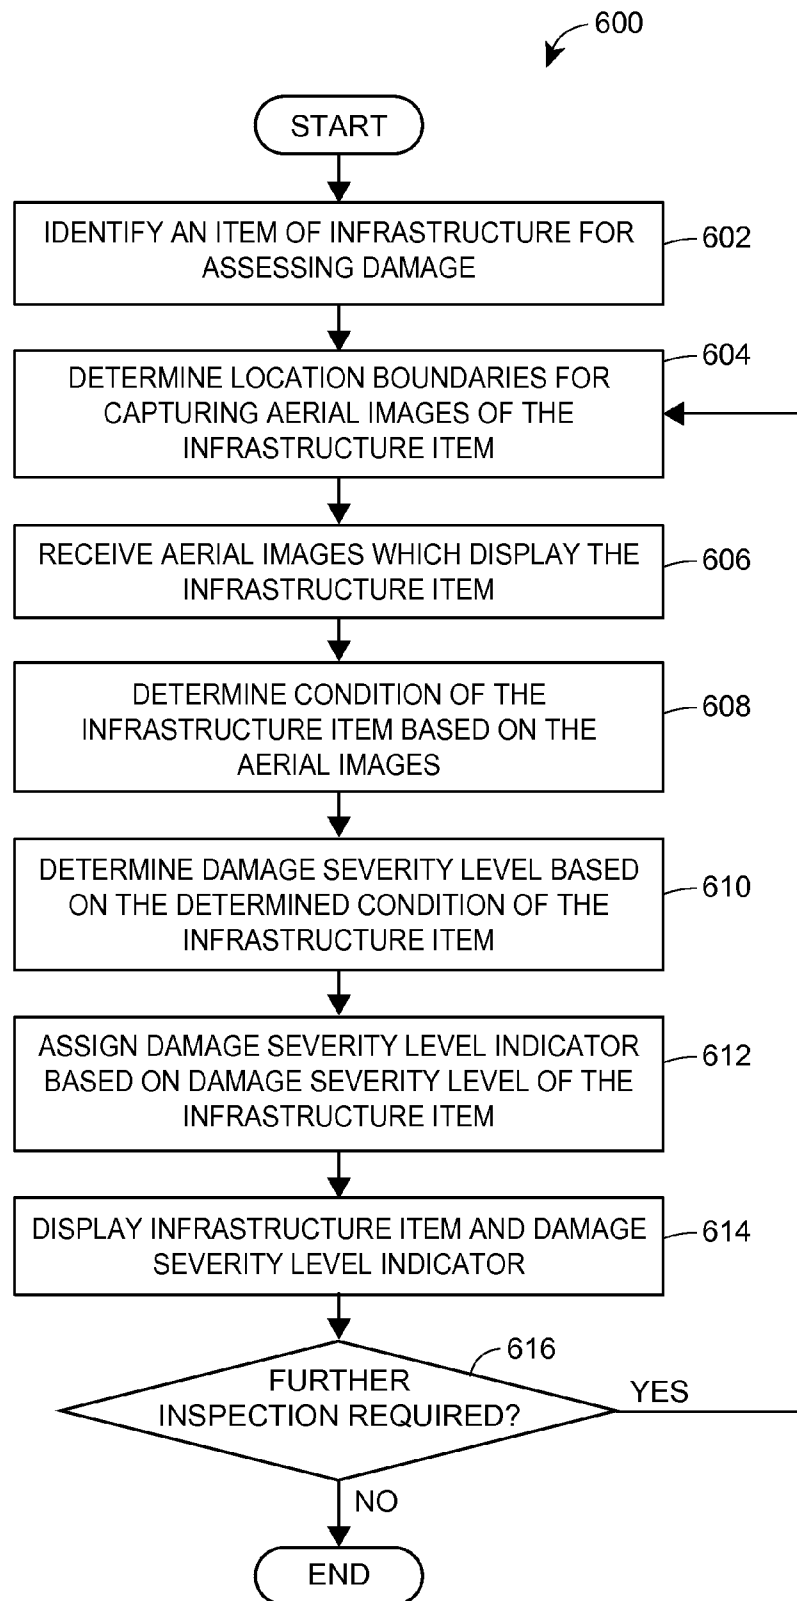 600
START
IDENTIFY AN ITEM OF INFRASTRUCTURE FOR
ASSESSING DAMAGE
602
DETERMINE LOCATION BOUNDARIES FOR
CAPTURING AERIAL IMAGES OF THE
INFRASTRUCTURE ITEM
604
RECEIVE AERIAL IMAGES WHICH DISPLAY THE
INFRASTRUCTURE ITEM
606
DETERMINE CONDITION OF THE
INFRASTRUCTURE ITEM BASED ON THE
AERIAL IMAGES
608
DETERMINE DAMAGE SEVERITY LEVEL BASED
ON THE DETERMINED CONDITION OF THE
INFRASTRUCTURE ITEM
610
ASSIGN DAMAGE SEVERITY LEVEL INDICATOR
BASED ON DAMAGE SEVERITY LEVEL OF THE
INFRASTRUCTURE ITEM
612
DISPLAY INFRASTRUCTURE ITEM AND DAMAGE
SEVERITY LEVEL INDICATOR
614
FURTHER
INSPECTION REQUIRED?
616
YES
NO
END